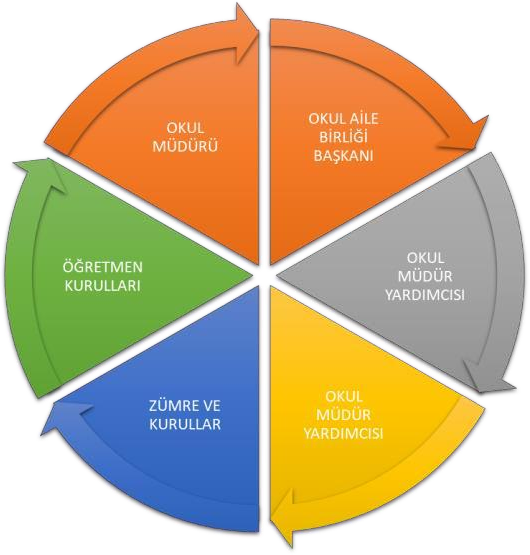 OKUL
MÜDÜRÜ
OKUL AİLE
BİRLİĞİ
BAŞKANI
OKUL
MÜDÜR
YARDIMCISI
OKUL
MÜDÜR
YARDIMCISI
ZÜMRE VE
KURULLAR
ÖĞRETMEN
KURULLARI